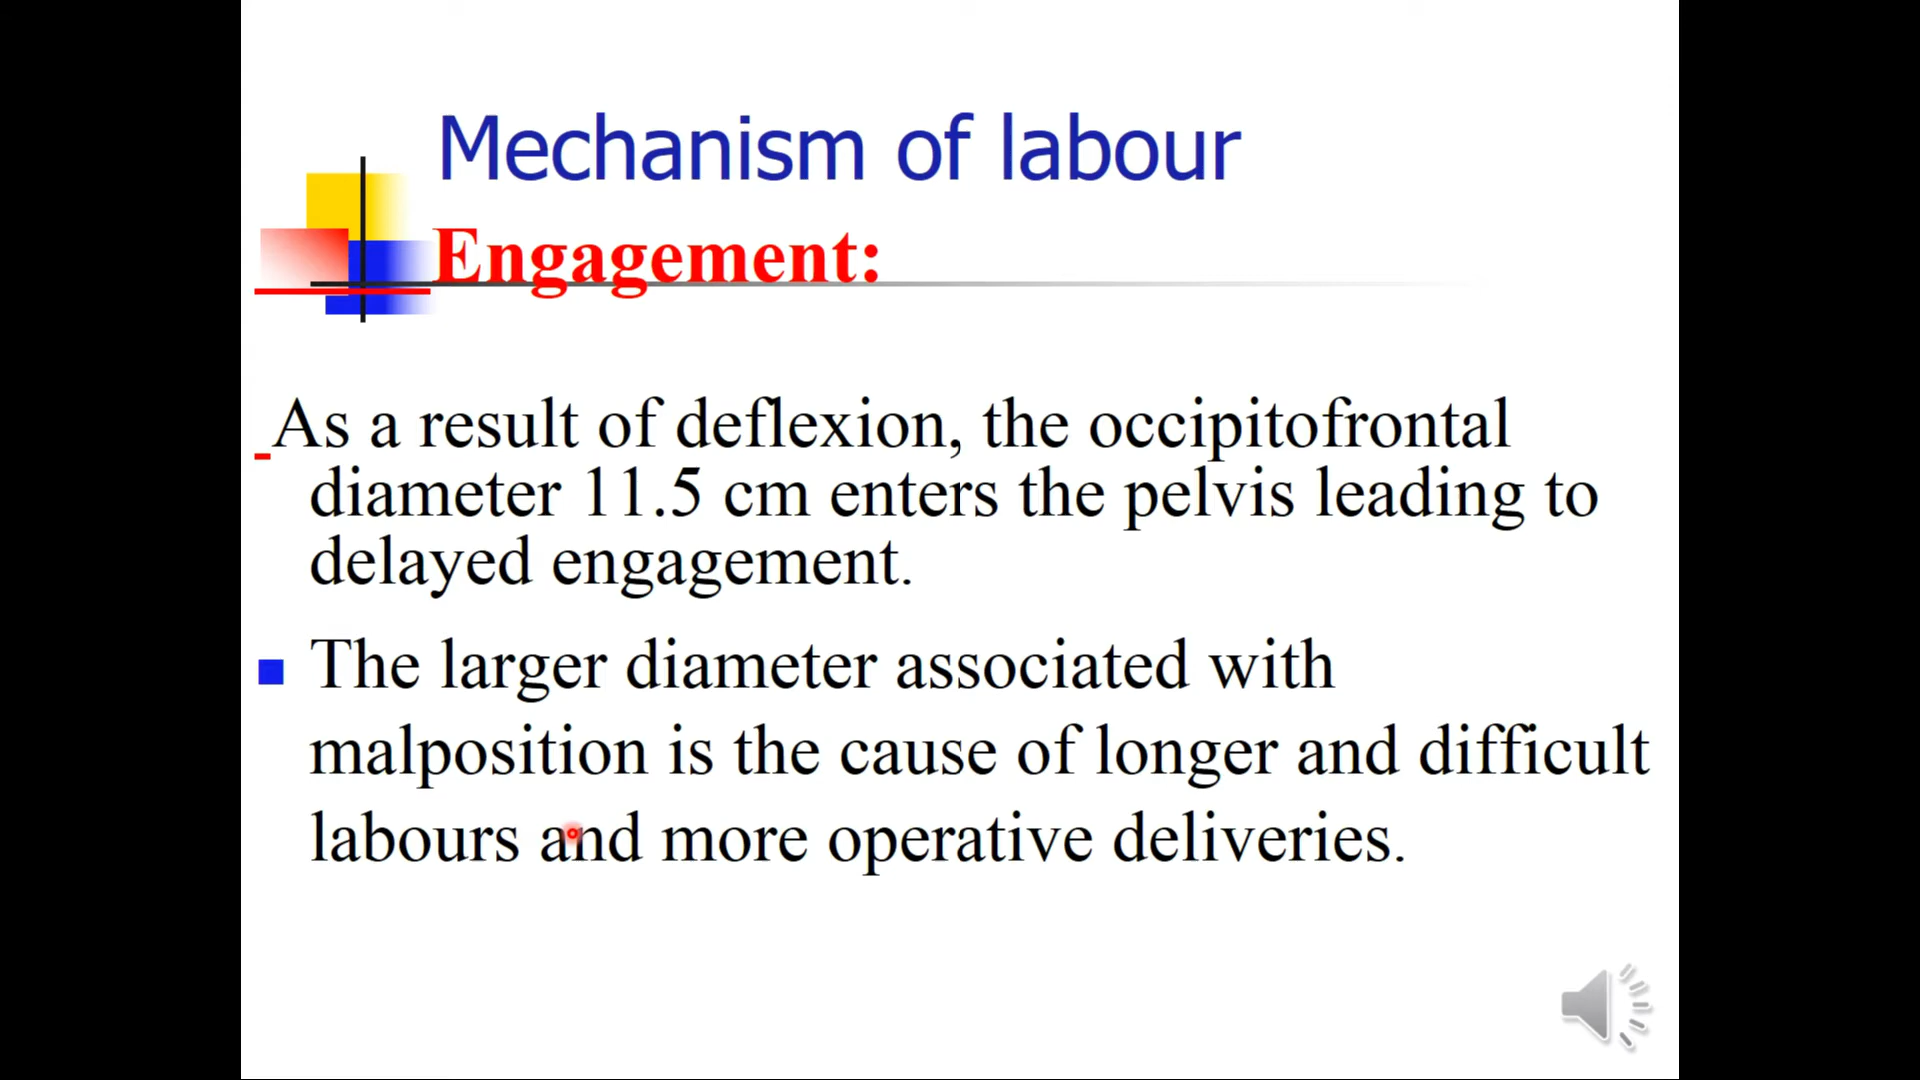 Mechanism of labour
Engagement:
As a result of deflexion, the occipitofrontal
diameter 11.5 cm enters the pelvis leading to
delayed engagement.
The larger diameter associated with
malposition is the cause of longer and difficult
labours and more operative deliveries.